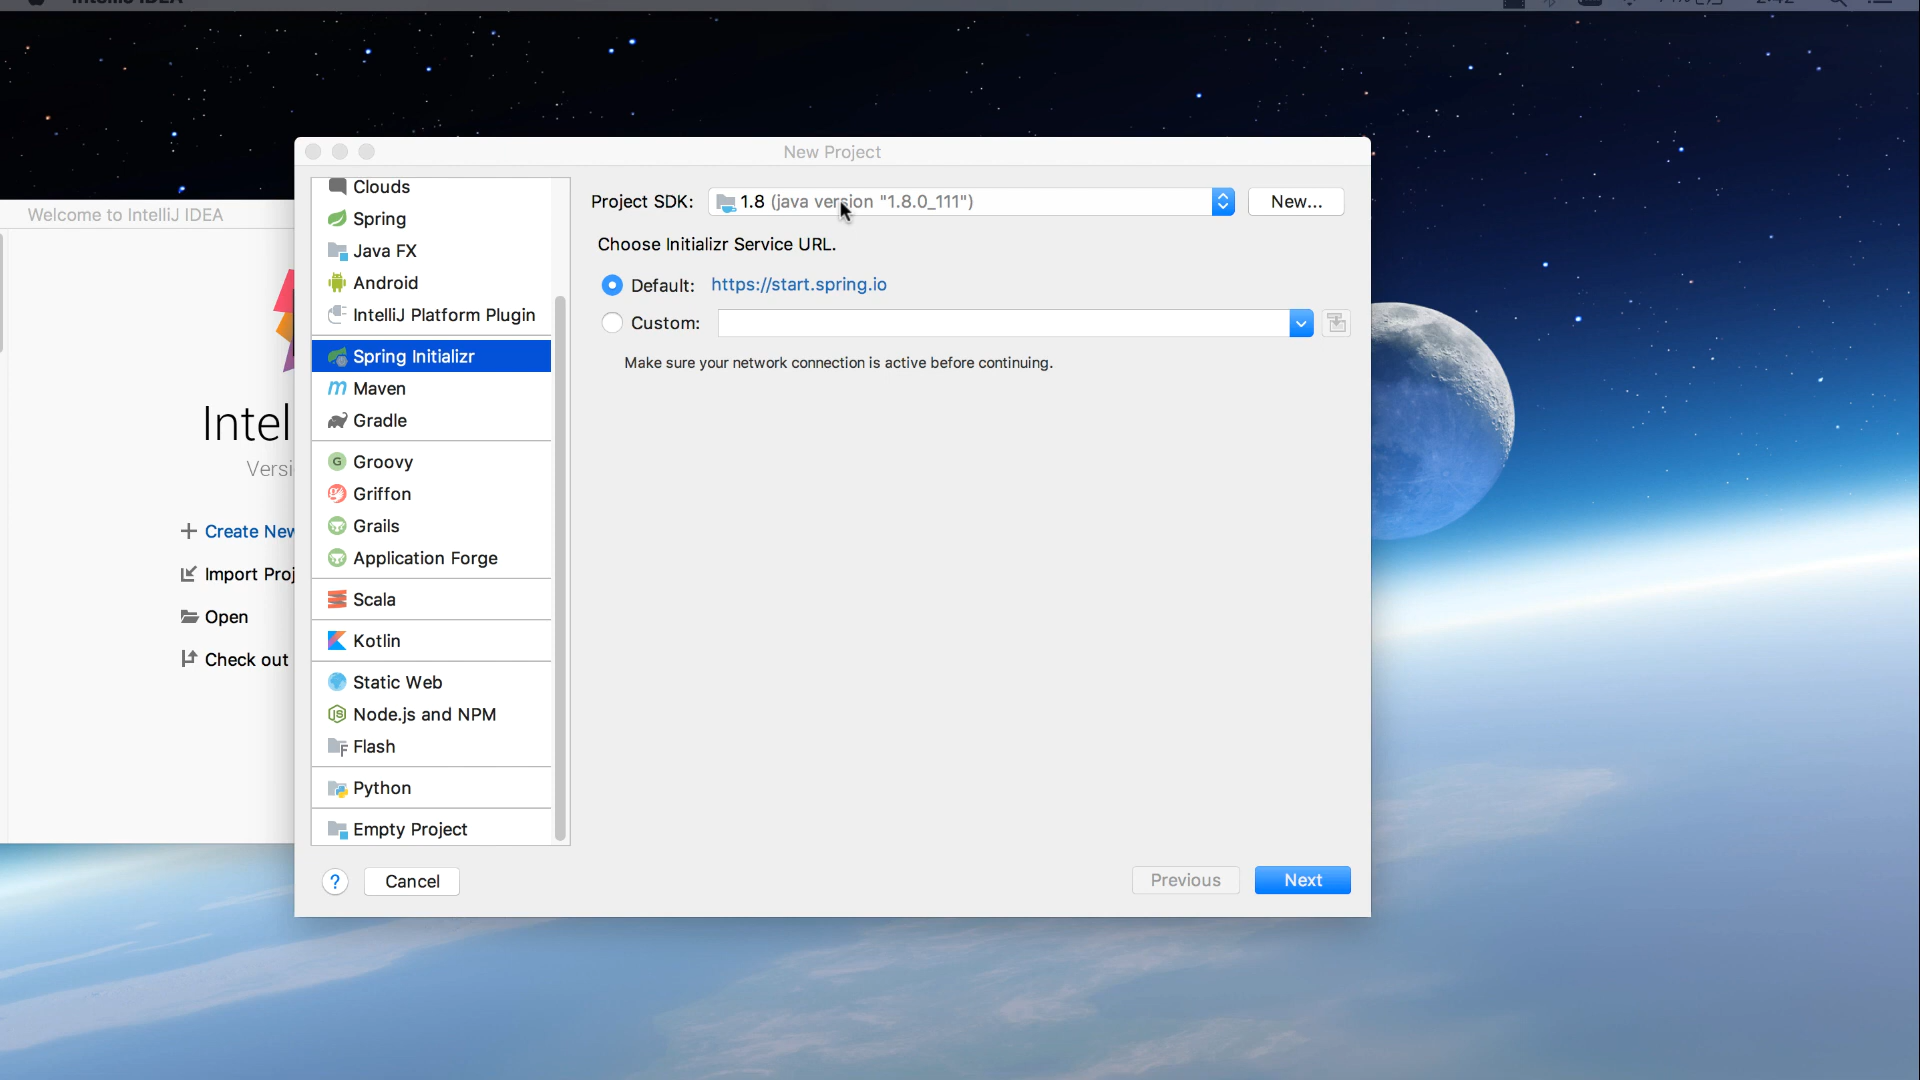 New Project
Welcome to IntelliJ IDEA
Clouds
Spring
Java FX
Android
IntelliJ Platform Plugin
Spring Initializr
Maven
Gradle
Groovy
Griffon
Grails
Application Forge
Scala
Kotlin
Static Web
Node.js and NPM
Flash
Python
Empty Project
Project SDK: 1.8 (java version "1.8.0_111") New...
Choose Initializr Service URL.
Default: https://start.spring.io
Custom:
Make sure your network connection is active before continuing.
Intel
Versi
Create New
Import Proj
Open
Check out
? Cancel Previous Next